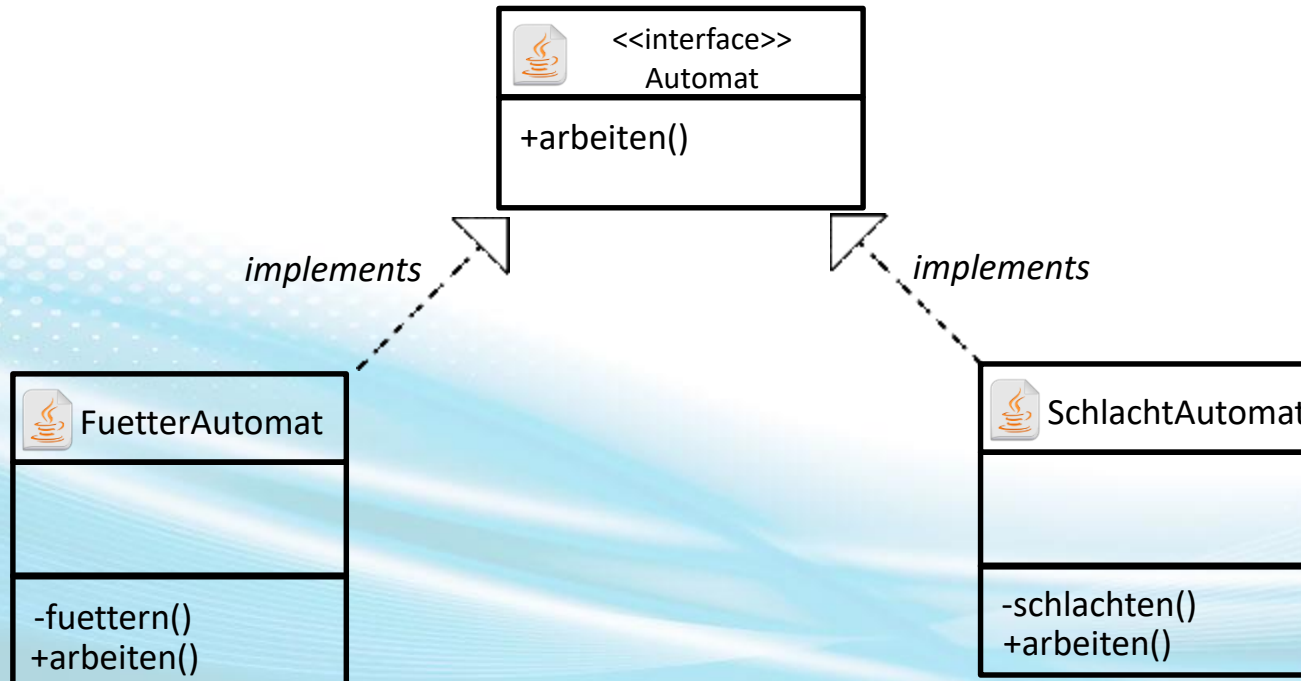 <<interface>>
Automat
+arbeiten()
implements
implements
FuetterAutomat
SchlachtAutomat
-fuettern()
+arbeiten()
-schlachten()
+arbeiten()